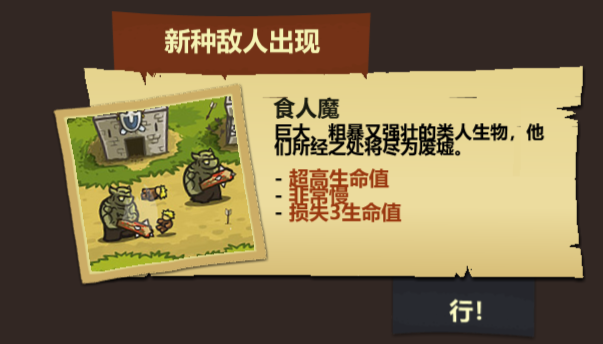 新种敌人出现
食人魔
巨大、粗暴又强壮的类人生物，他
们所经之处将尽为废墟。
- 超高生命值
- 非常慢
- 损失3生命值
行!